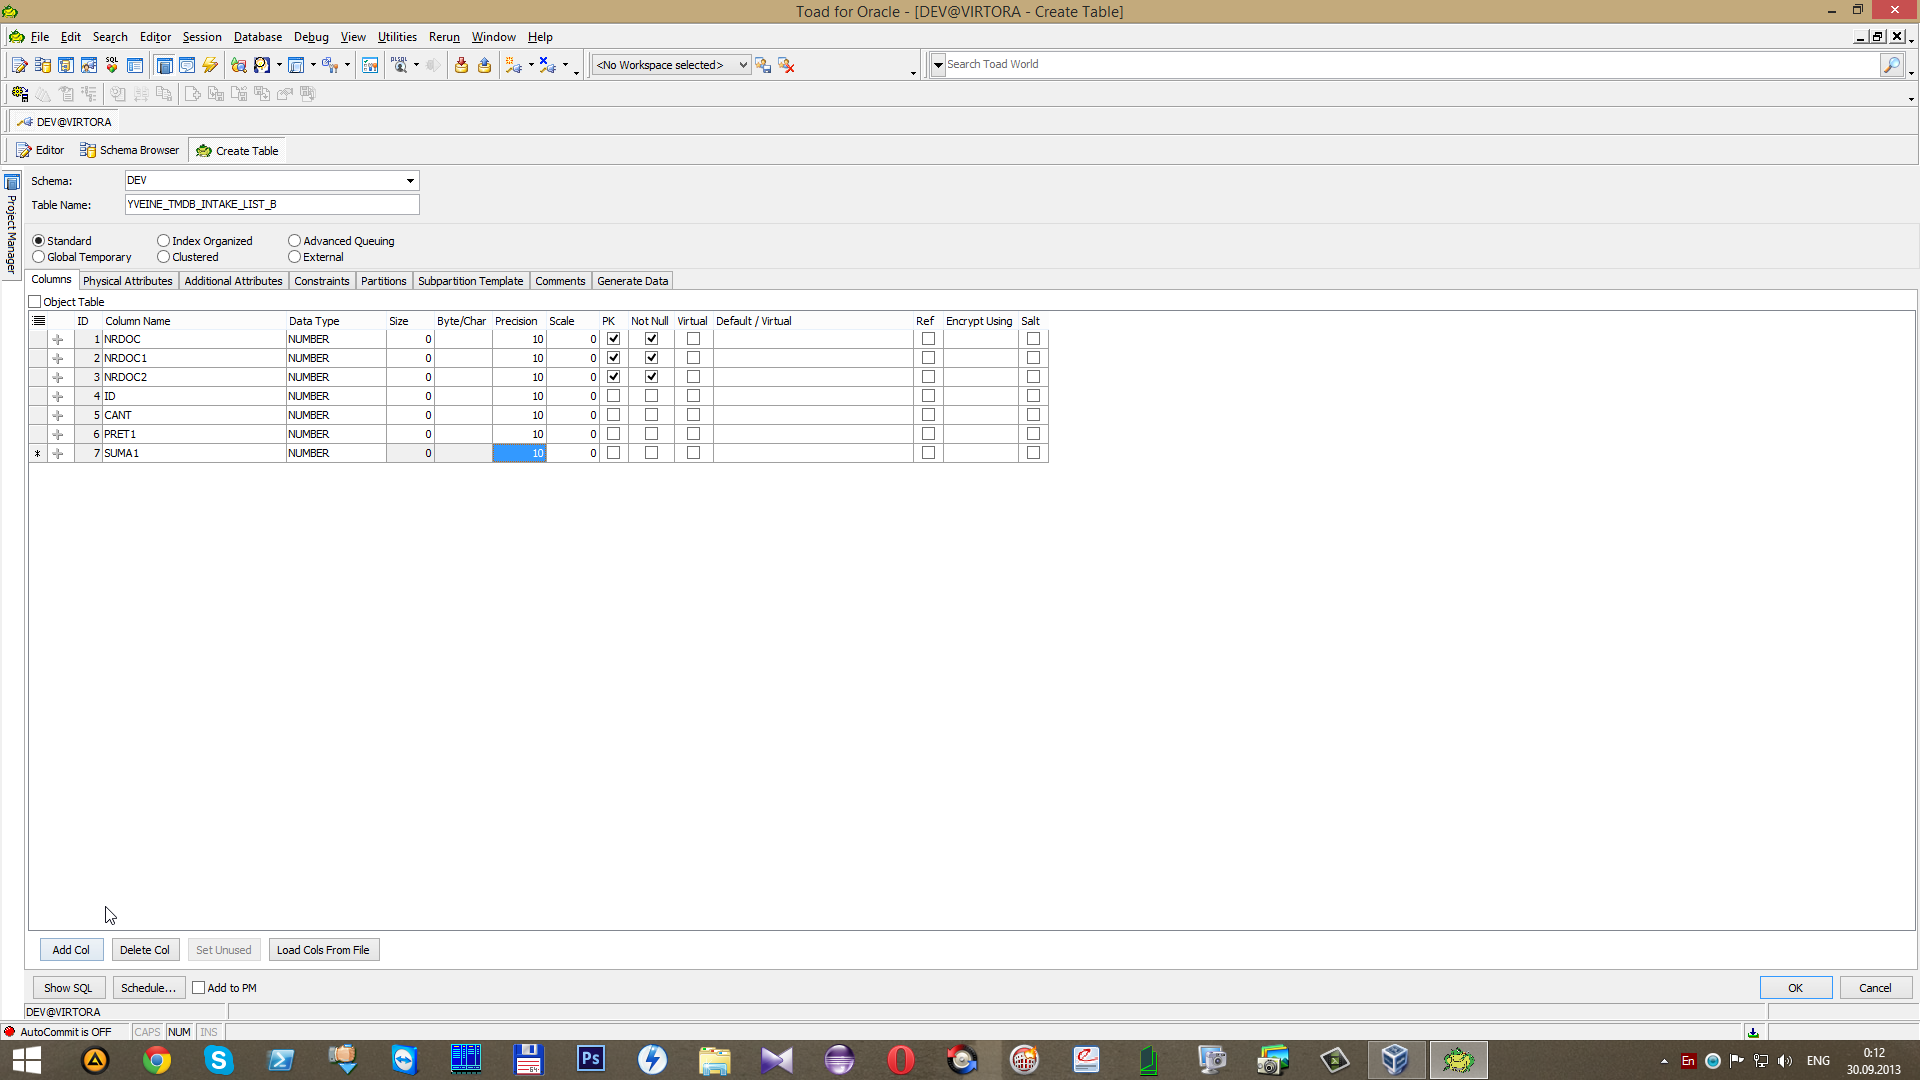 Toad for Oracle - [DEV@VIRTORA - Create Table]
File Edit Search Editor Session Database Debug View Utilities Rerun Window Help
SQL <No Workspace selected> Search Toad World
DEV@VIRTORA
Editor Schema Browser Create Table
Project Manager
Schema: DEV
Table Name: YVEINE_TMDB_INTAKE_LIST_B
Standard Index Organized Advanced Queuing
Global Temporary Clustered External
Columns Physical Attributes Additional Attributes Constraints Partitions Subpartition Template Comments Generate Data
Object Table
ID Column Name Data Type Size Byte/Char Precision Scale PK Not Null Virtual Default / Virtual Ref Encrypt Using Salt
1 NRDOC NUMBER 0 10 0
2 NRDOC1 NUMBER 0 10 0
3 NRDOC2 NUMBER 0 10 0
4 ID NUMBER 0 10 0
5 CANT NUMBER 0 10 0
6 PRET1 NUMBER 0 10 0
* 7 SUMA1 NUMBER 0 10 0
Add Col Delete Col Set Unused Load Cols From File
Show SQL Schedule... Add to PM OK Cancel
DEV@VIRTORA
AutoCommit is OFF CAPS NUM INS
64 Ps En ENG 0:12
30.09.2013